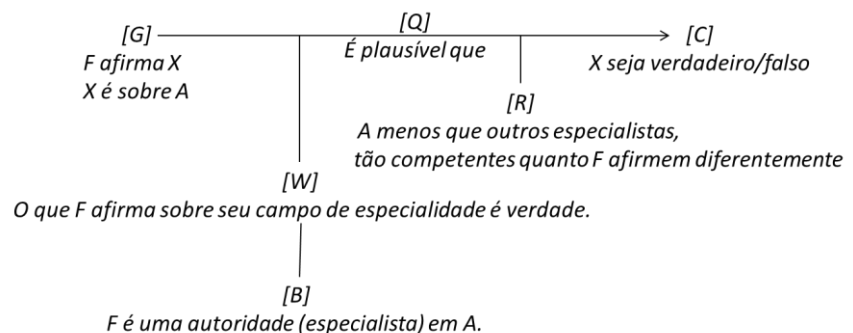 [Q]
[G]
[C]
É plausível que
F afirma X
X seja verdadeiro/falso
X é sobre A
[R]
A menos que outros especialistas,
tão competentes quanto F afirmem diferentemente
[W]
O que F afirma sobre seu campo de especialidade é verdade.
[B]
F é uma autoridade (especialista) em A.